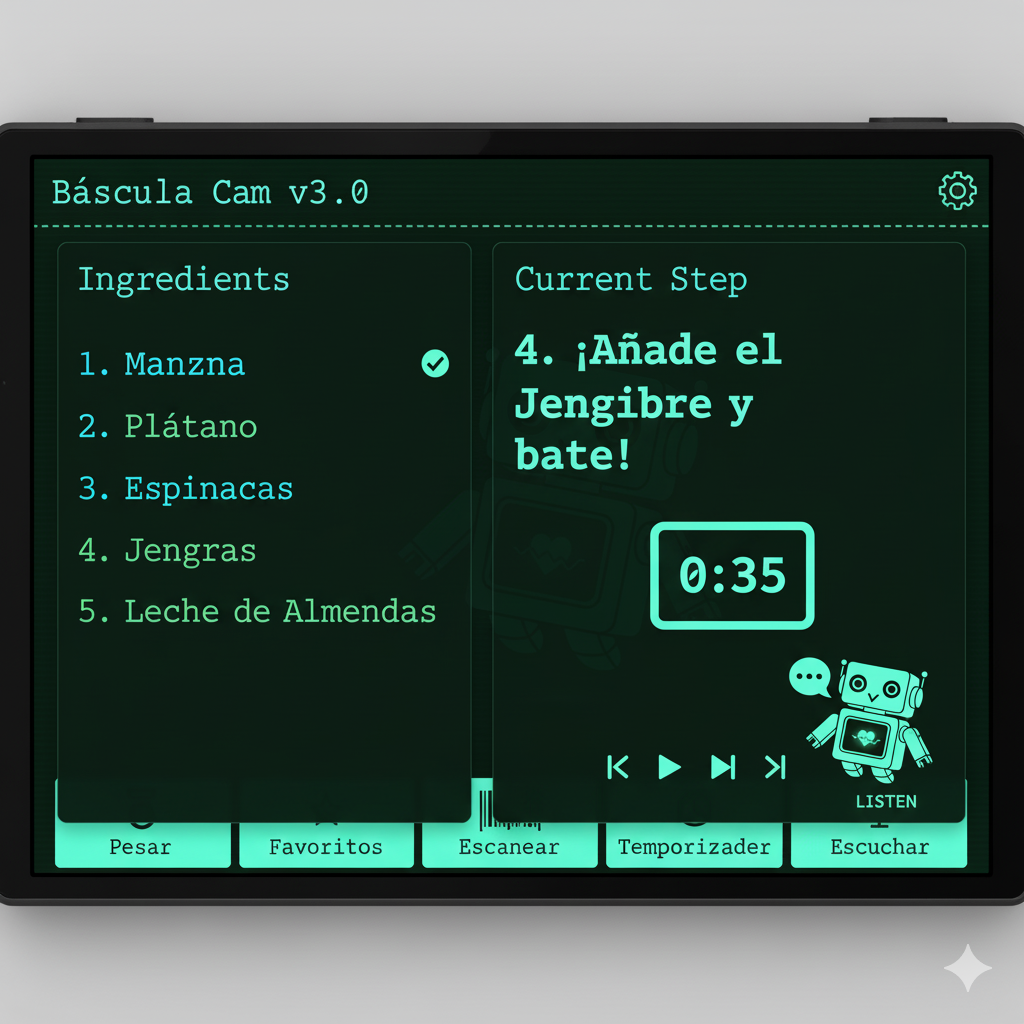 Báscula Cam v3.0
Ingredients
1. Manzna
2. Plátano
3. Espinacas
4. Jengras
5. Leche de Almendas
Current Step
4. ¡Añade el
Jengibre y
bate!
0:35
LISTEN
Pesar
Favoritos
Escanear
Temporizader
Escuchar